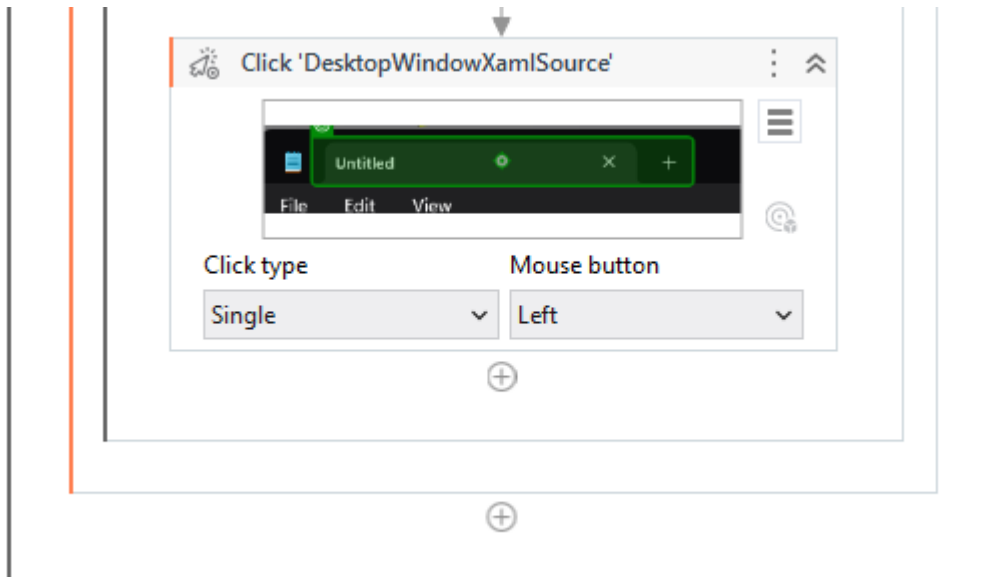 Click 'DesktopWindowXamlSource'
Untitled
File Edit View
Click type Mouse button
Single Left